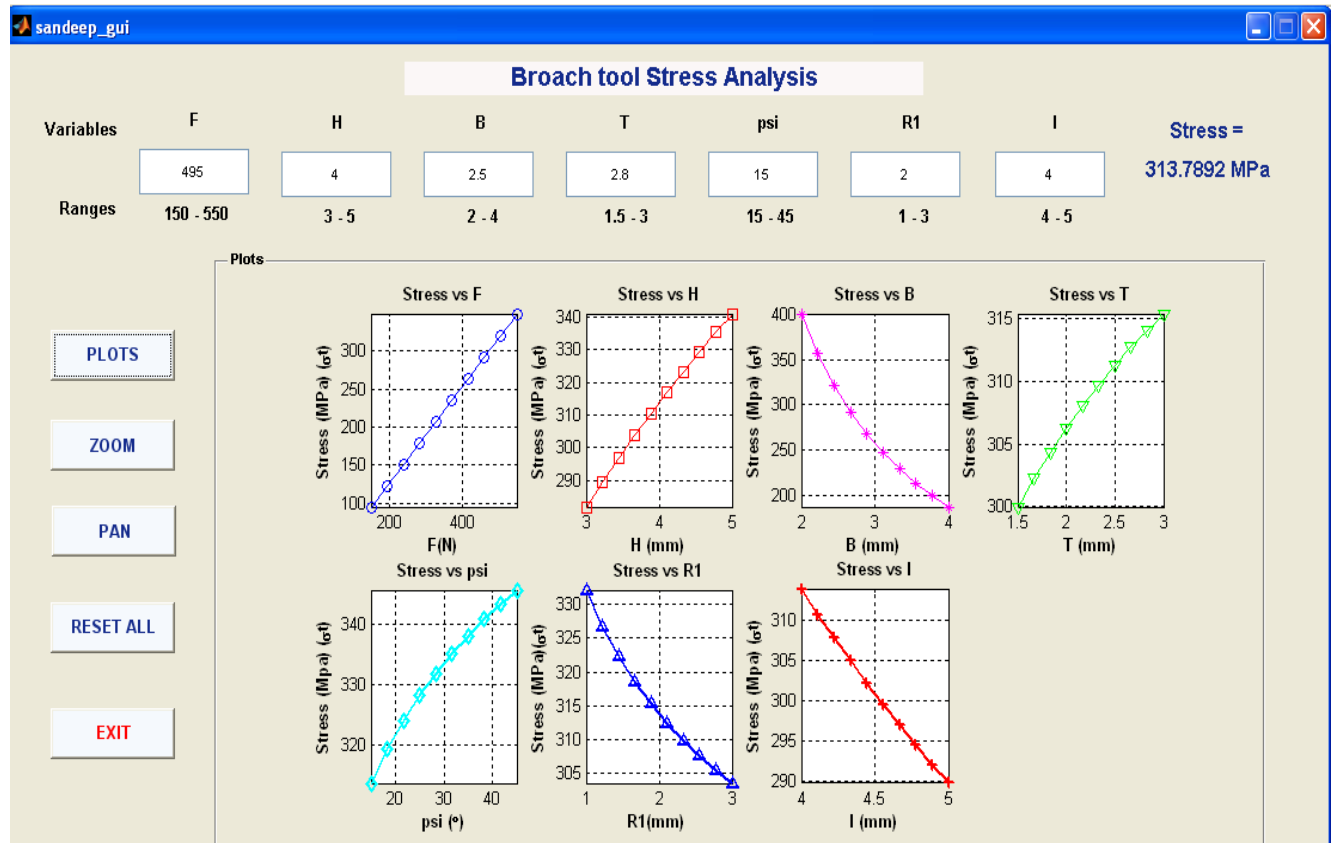 sandeep_gui
Broach tool Stress Analysis
Variables F H B T psi R1 I Stress =
495 4 2.5 2.8 15 2 4 313.7892 MPa
Ranges 150 - 550 3 - 5 2 - 4 1.5 - 3 15 - 45 1 - 3 4 - 5
PLOTS
ZOOM
PAN
RESET ALL
EXIT
Plots
Stress vs F
Stress (MPa) (σt)
300
250
200
150
100
200 400
F(N)
Stress vs H
Stress (MPa) (σt)
340
330
320
310
300
290
3 4 5
H (mm)
Stress vs B
Stress (Mpa) (σt)
400
350
300
250
200
2 3 4
B (mm)
Stress vs T
Stress (Mpa) (σt)
315
310
305
300
1.5 2 2.5 3
T (mm)
Stress vs psi
Stress (Mpa) (σt)
340
330
320
20 30 40
psi (º)
Stress vs R1
Stress (MPa)(σt)
330
325
320
315
310
305
1 2 3
R1(mm)
Stress vs I
Stress (Mpa) (σt)
310
305
300
295
290
4 4.5 5
I (mm)